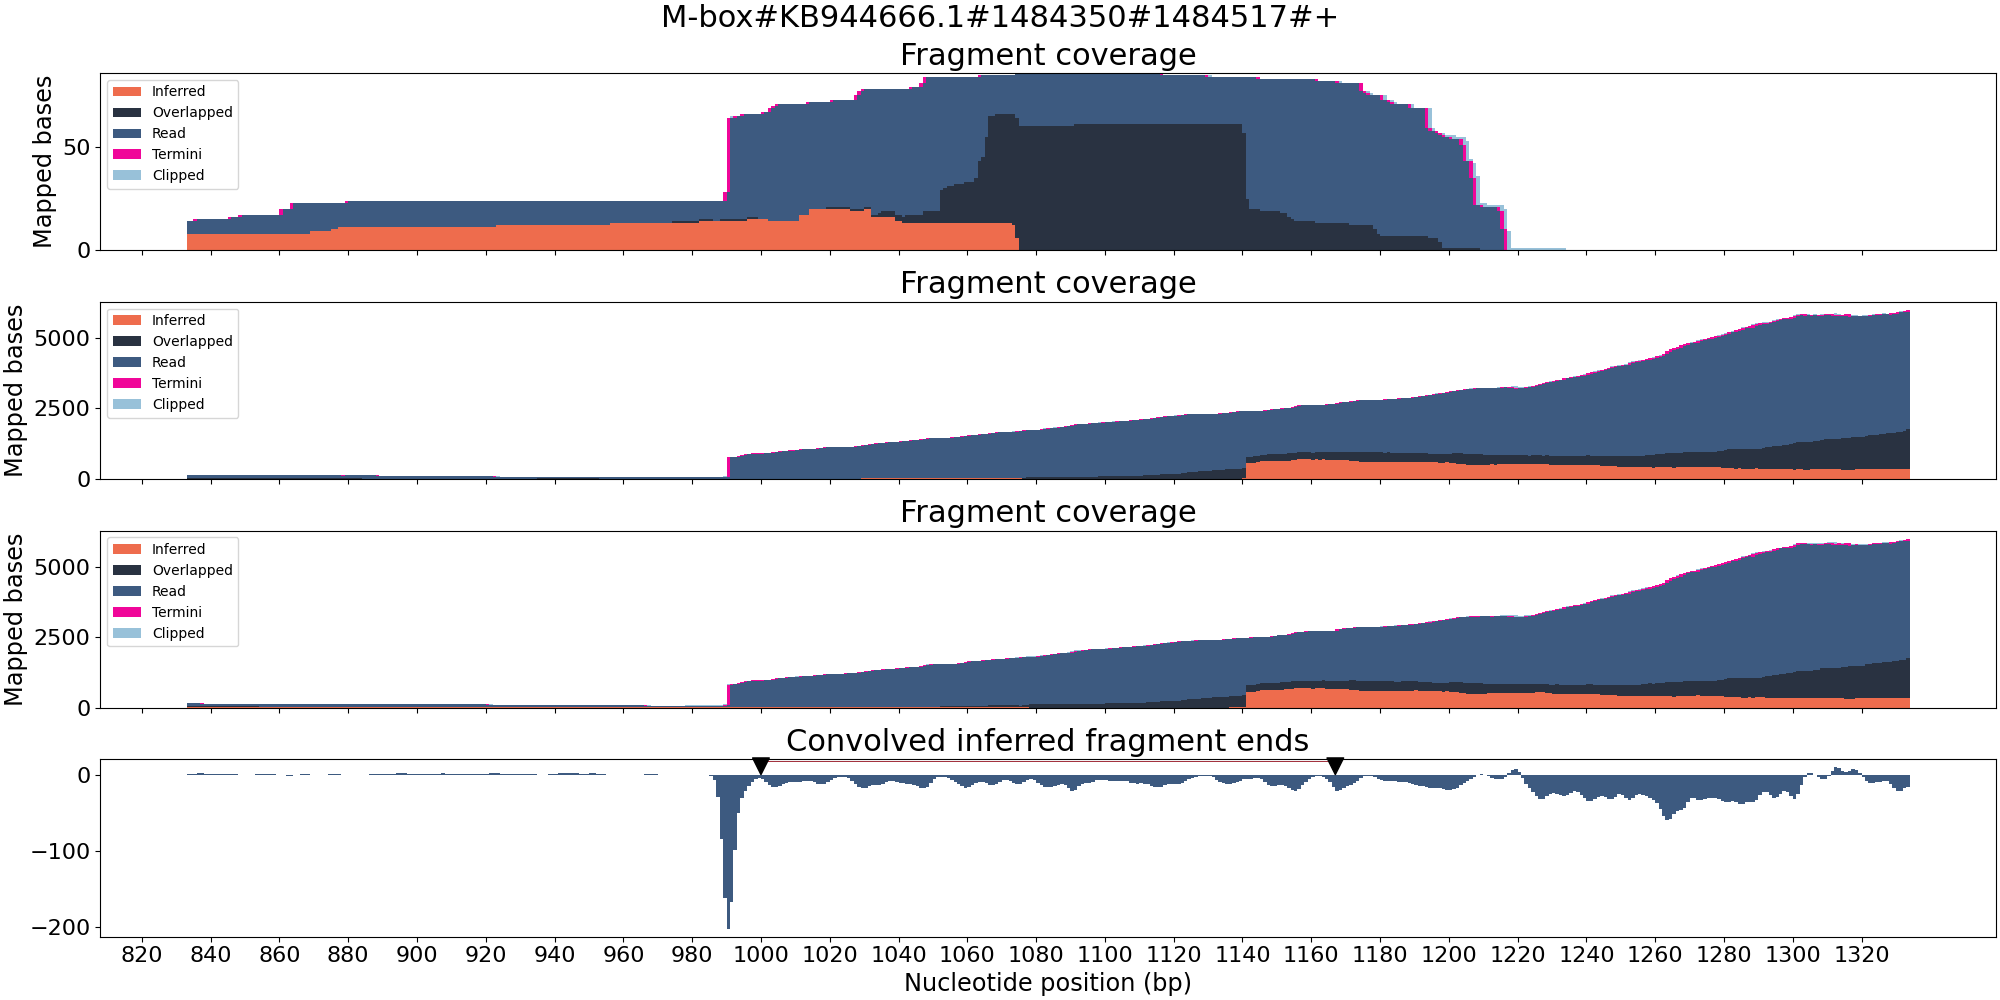 M-box#KB944666.1#1484350#1484517#+
Fragment coverage
Mapped bases
50
0
Inferred
Overlapped
Read
Termini
Clipped
Fragment coverage
Mapped bases
5000
2500
0
Inferred
Overlapped
Read
Termini
Clipped
Fragment coverage
Mapped bases
5000
2500
0
Inferred
Overlapped
Read
Termini
Clipped
Convolved inferred fragment ends
0
−100
−200
820 840 860 880 900 920 940 960 980 1000 1020 1040 1060 1080 1100 1120 1140 1160 1180 1200 1220 1240 1260 1280 1300 1320
Nucleotide position (bp)